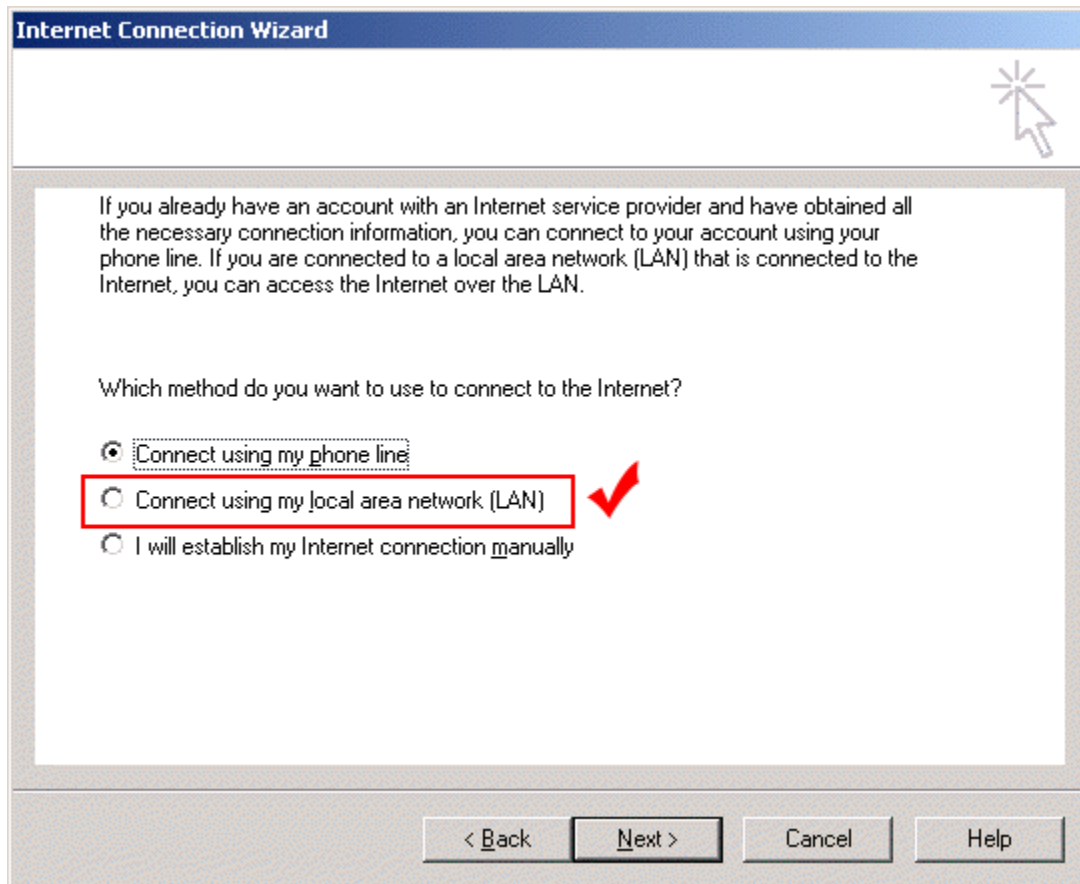 Internet Connection Wizard
If you already have an account with an Internet service provider and have obtained all
the necessary connection information, you can connect to your account using your
phone line. If you are connected to a local area network (LAN) that is connected to the
Internet, you can access the Internet over the LAN.
Which method do you want to use to connect to the Internet?
Connect using my phone line
Connect using my local area network (LAN)
I will establish my Internet connection manually
< Back Next > Cancel Help